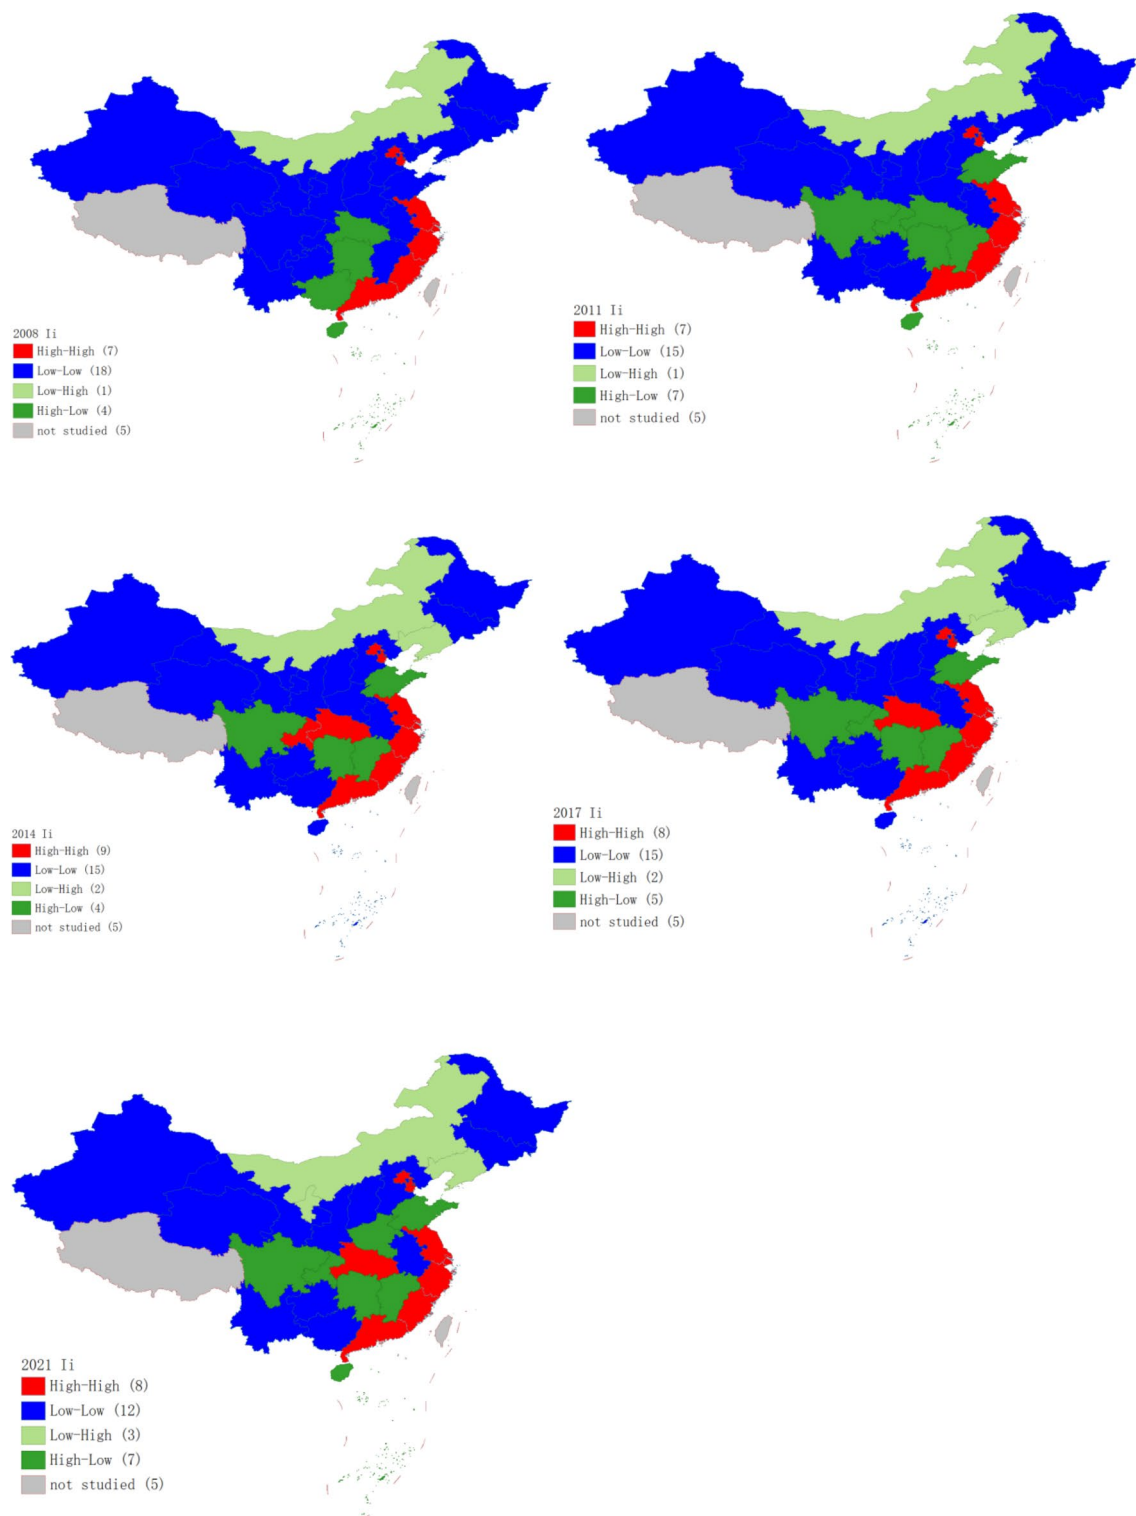 2008 Ii
High-High (7)
Low-Low (18)
Low-High (1)
High-Low (4)
not studied (5)
2011 Ii
High-High (7)
Low-Low (15)
Low-High (1)
High-Low (7)
not studied (5)
2014 Ii
High-High (9)
Low-Low (15)
Low-High (2)
High-Low (4)
not studied (5)
2017 Ii
High-High (8)
Low-Low (15)
Low-High (2)
High-Low (5)
not studied (5)
2021 Ii
High-High (8)
Low-Low (12)
Low-High (3)
High-Low (7)
not studied (5)